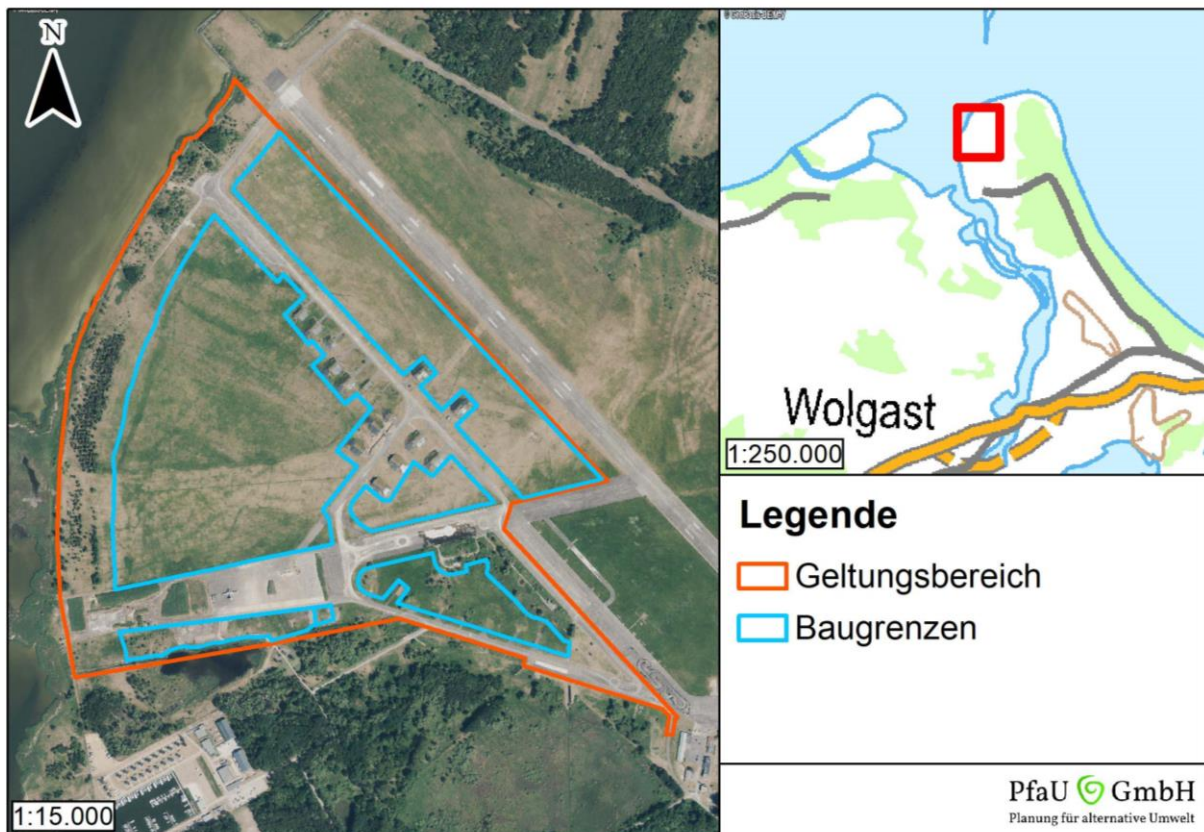 N
1:15.000
Wolgast
1:250.000
Legende
Geltungsbereich
Baugrenzen
PfaU GmbH
Planung für alternative Umwelt